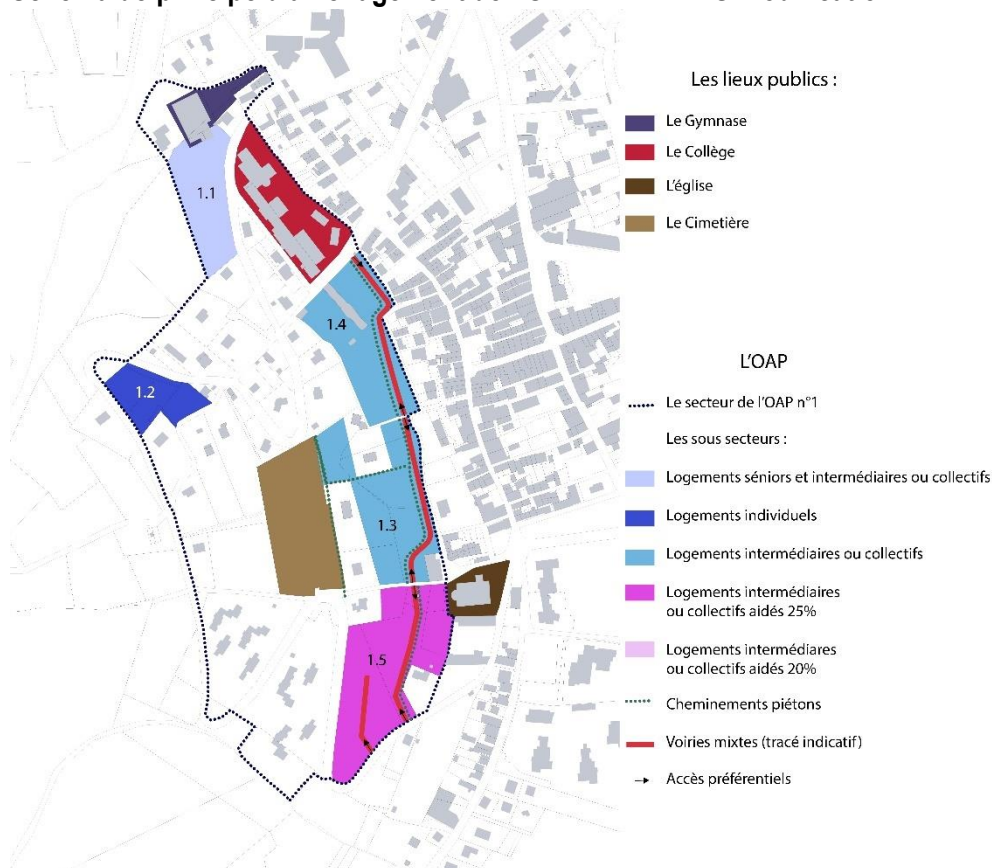 Les lieux publics :
Le Gymnase
Le Collège
L'église
Le Cimetière
1.1
1.4
1.2
1.3
1.5
L'OAP
Le secteur de l'OAP n°1
Les sous secteurs :
Logements séniors et intermédiaires ou collectifs
Logements individuels
Logements intermédiaires ou collectifs
Logements intermédiaires
ou collectifs aidés 25%
Logements intermédiares
ou collectifs aidés 20%
Cheminements piétons
Voiries mixtes (tracé indicatif)
Accès préférentiels